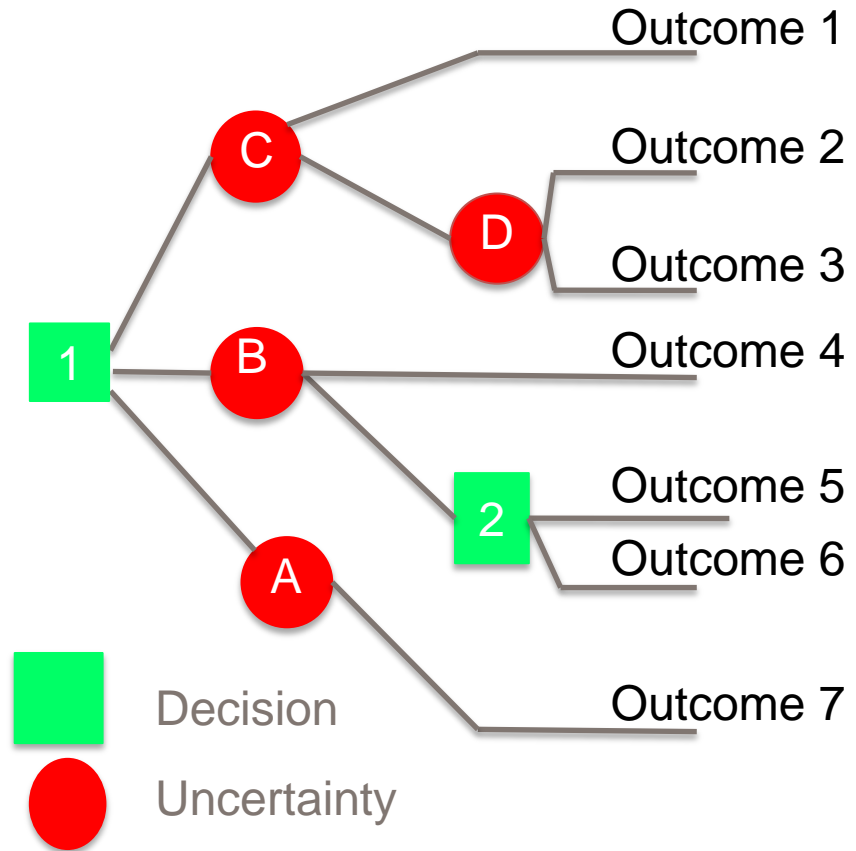 Outcome 1
C
Outcome 2
D
Outcome 3
1
B
Outcome 4
2
Outcome 5
Outcome 6
A
Outcome 7
Decision
Uncertainty